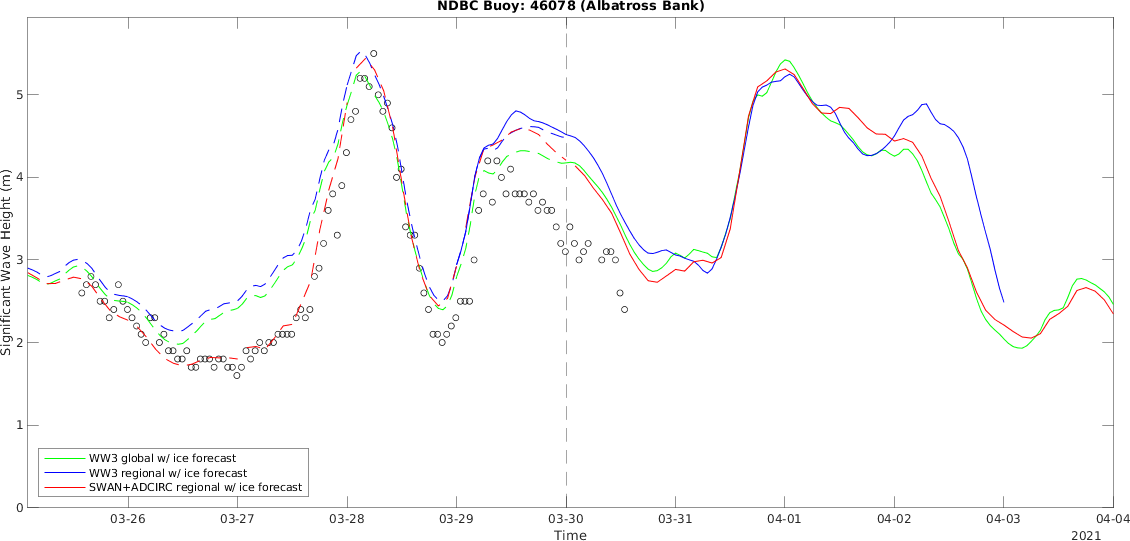 NDBC Buoy: 46078 (Albatross Bank)
Significant Wave Height (m)
5
4
3
2
1
0
WW3 global w/ ice forecast
WW3 regional w/ ice forecast
SWAN+ADCIRC regional w/ ice forecast
03-26 03-27 03-28 03-29 03-30 03-31 04-01 04-02 04-03 04-04
Time
2021